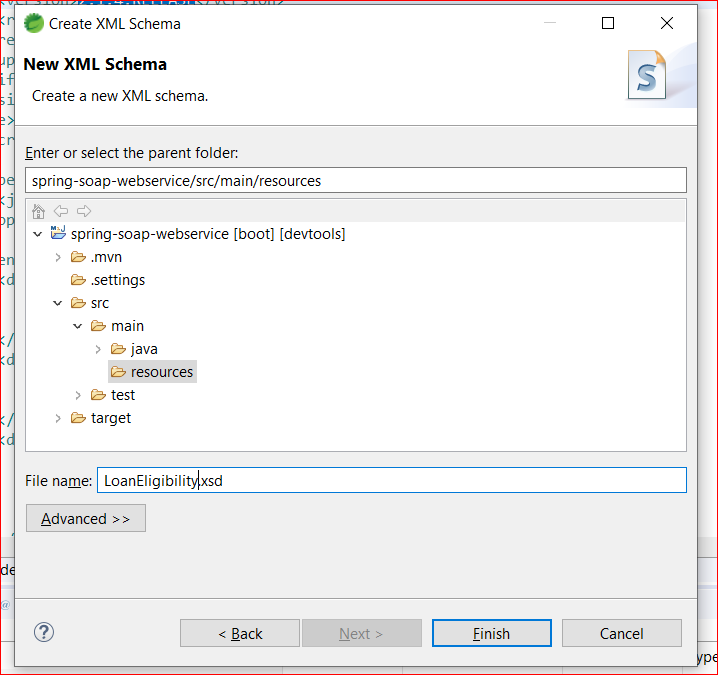 Create XML Schema
New XML Schema
Create a new XML schema.
Enter or select the parent folder:
spring-soap-webservice/src/main/resources
spring-soap-webservice [boot] [devtools]
.mvn
.settings
src
main
java
resources
test
target
File name: LoanEligibility.xsd
Advanced >>
< Back Next > Finish Cancel